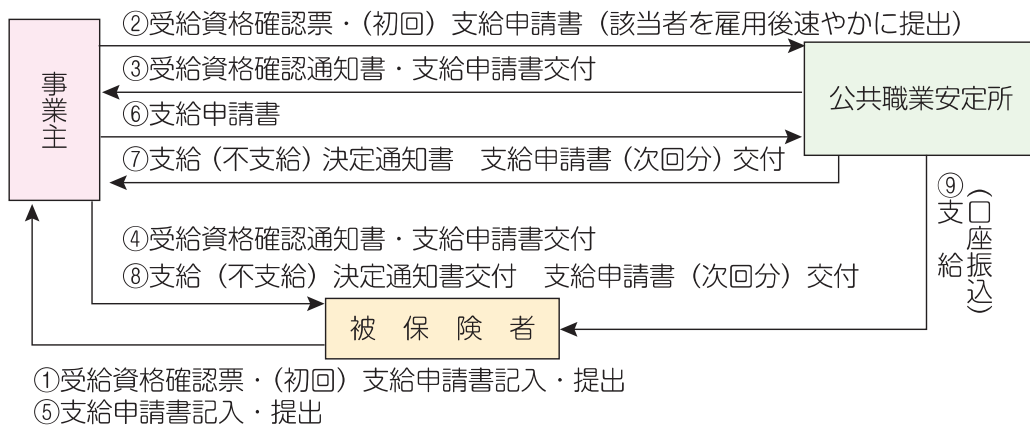 ②受給資格確認票・(初回) 支給申請書 (該当者を雇用後速やかに提出)
③受給資格確認通知書・支給申請書交付
事業主
公共職業安定所
⑥支給申請書
⑦支給 (不支給) 決定通知書　支給申請書 (次回分) 交付
⑨支　給
(口座振込)
④受給資格確認通知書・支給申請書交付
⑧支給 (不支給) 決定通知書交付　支給申請書 (次回分) 交付
被　保　険　者
①受給資格確認票・(初回) 支給申請書記入・提出
⑤支給申請書記入・提出